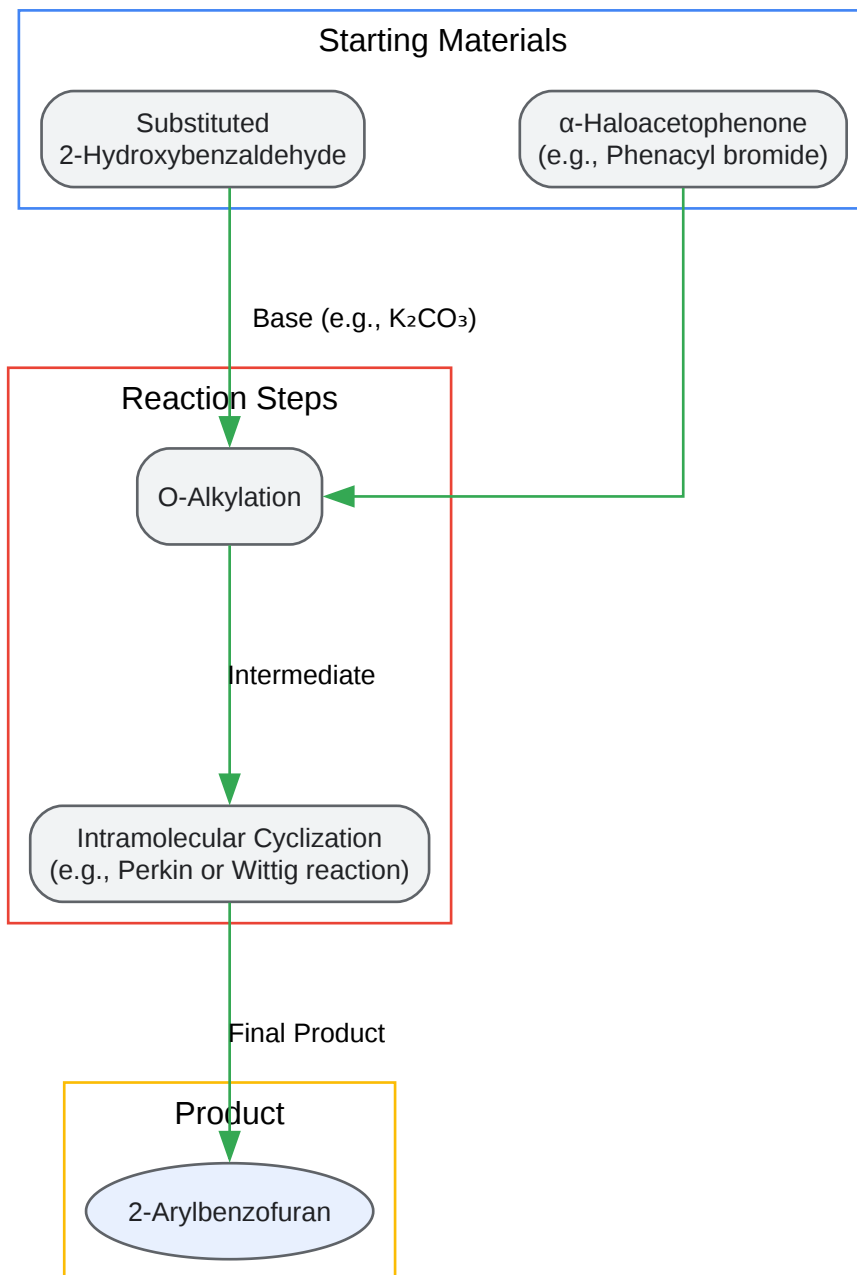 Starting Materials
Substituted
2-Hydroxybenzaldehyde
α-Haloacetophenone
(e.g., Phenacyl bromide)
Base (e.g., K₂CO₃)
Reaction Steps
O-Alkylation
Intermediate
Intramolecular Cyclization
(e.g., Perkin or Wittig reaction)
Final Product
Product
2-Arylbenzofuran